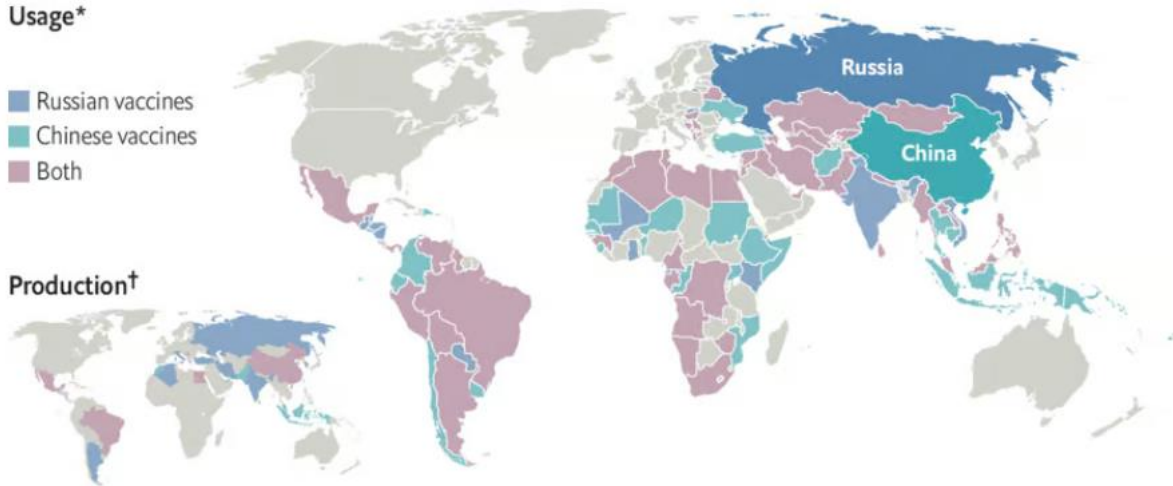 Usage*
Russian vaccines
Chinese vaccines
Both
Russia
China
Production†